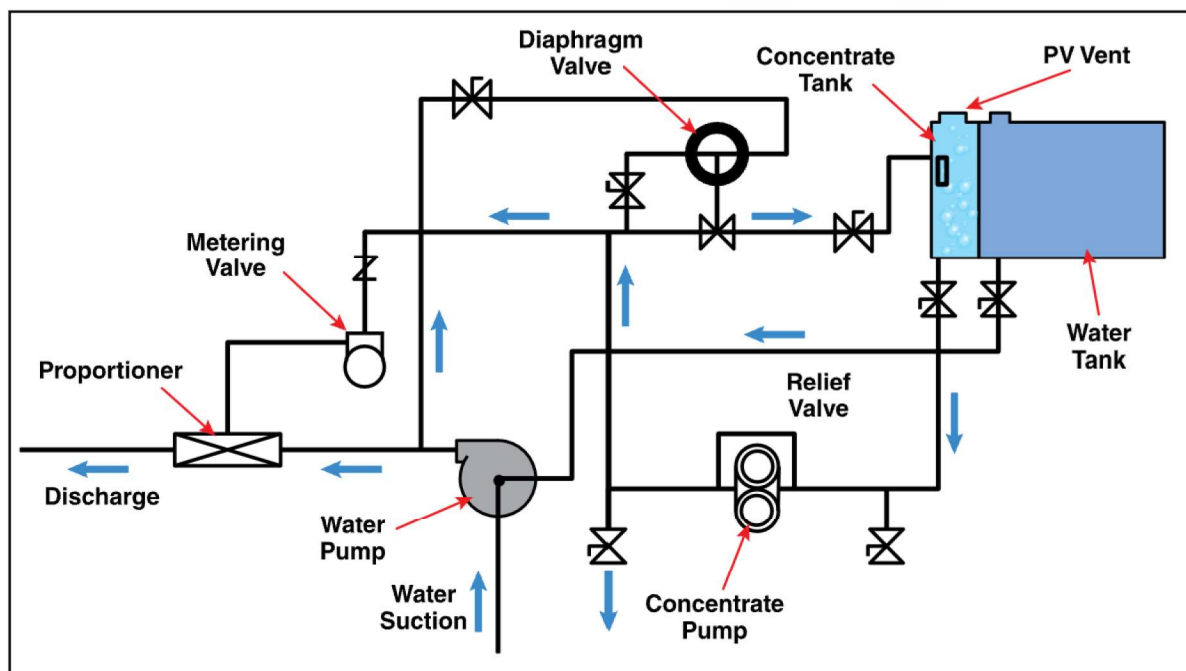 Diaphragm
Valve
Concentrate
Tank
PV Vent
Metering
Valve
Proportioner
Water
Tank
Relief
Valve
Discharge
Water
Pump
Water
Suction
Concentrate
Pump